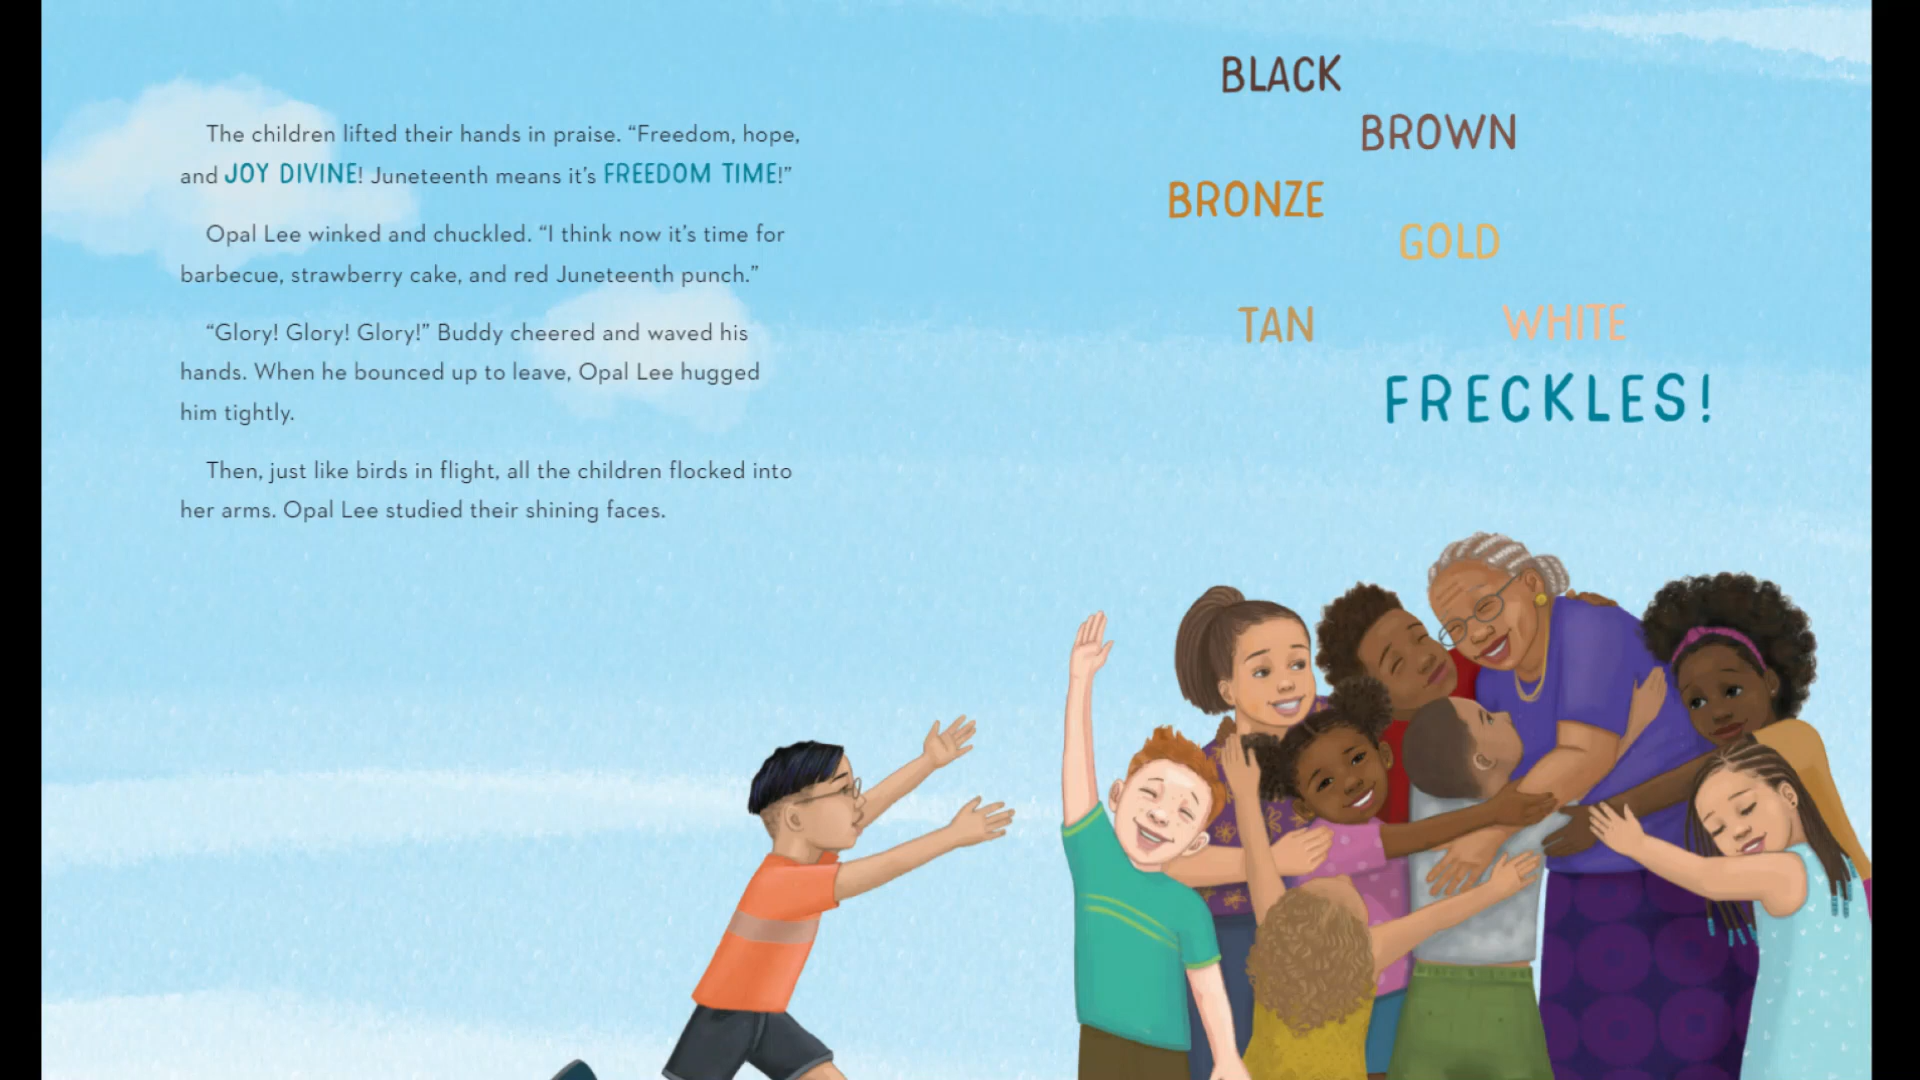 The children lifted their hands in praise. “Freedom, hope,
and JOY DIVINE! Juneteenth means it’s FREEDOM TIME!”
Opal Lee winked and chuckled. “I think now it’s time for
barbecue, strawberry cake, and red Juneteenth punch.”
“Glory! Glory! Glory!” Buddy cheered and waved his
hands. When he bounced up to leave, Opal Lee hugged
him tightly.
Then, just like birds in flight, all the children flocked into
her arms. Opal Lee studied their shining faces.
BLACK
BROWN
BRONZE
GOLD
TAN WHITE
FRECKLES!